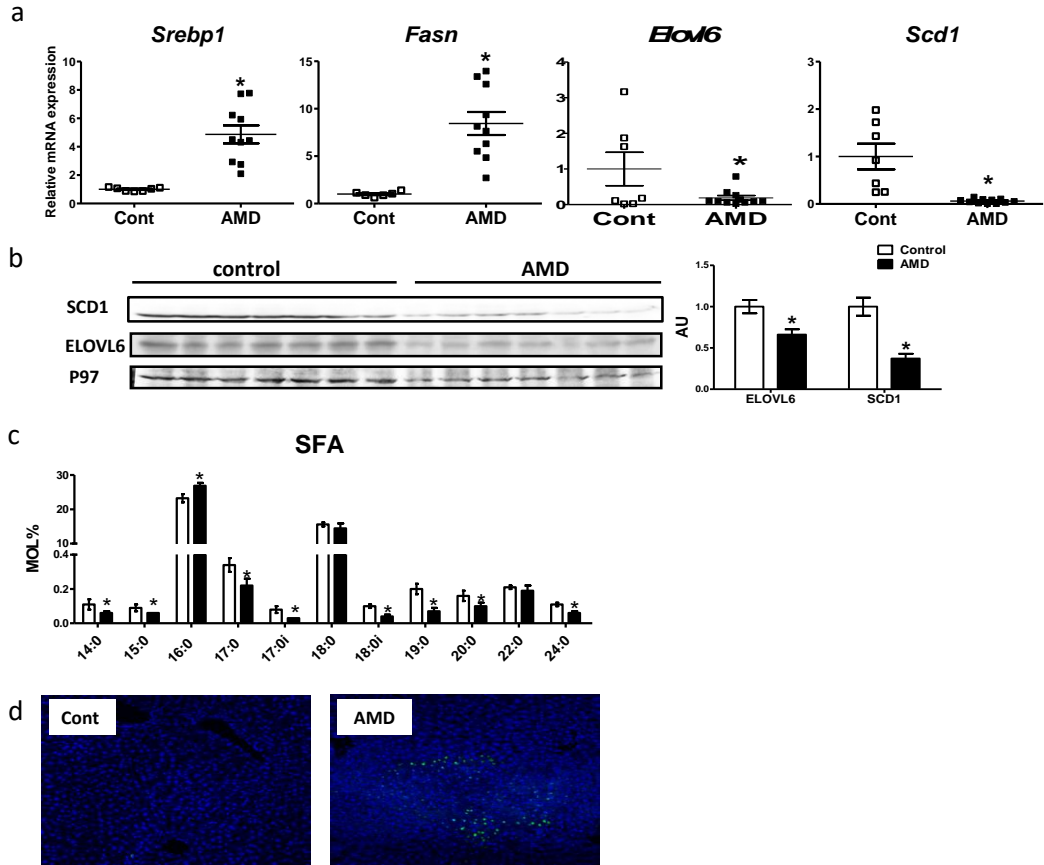 a
Srebp1
Fasn
Elovl6
Scd1
Relative mRNA expression
10
8
6
4
2
0
Cont
AMD
*
15
10
5
0
Cont
AMD
*
4
3
2
1
0
Cont
AMD
*
3
2
1
0
Cont
AMD
*
b
control
AMD
SCD1
ELOVL6
P97
Control
AMD
AU
1.5
1.0
0.5
0.0
*
*
ELOVL6
SCD1
c
SFA
MOL%
30
20
10
0.4
0.2
0.0
* * * * * * * * *
14:0
15:0
16:0
17:0
17:0i
18:0
18:0i
19:0
20:0
22:0
24:0
d
Cont
AMD